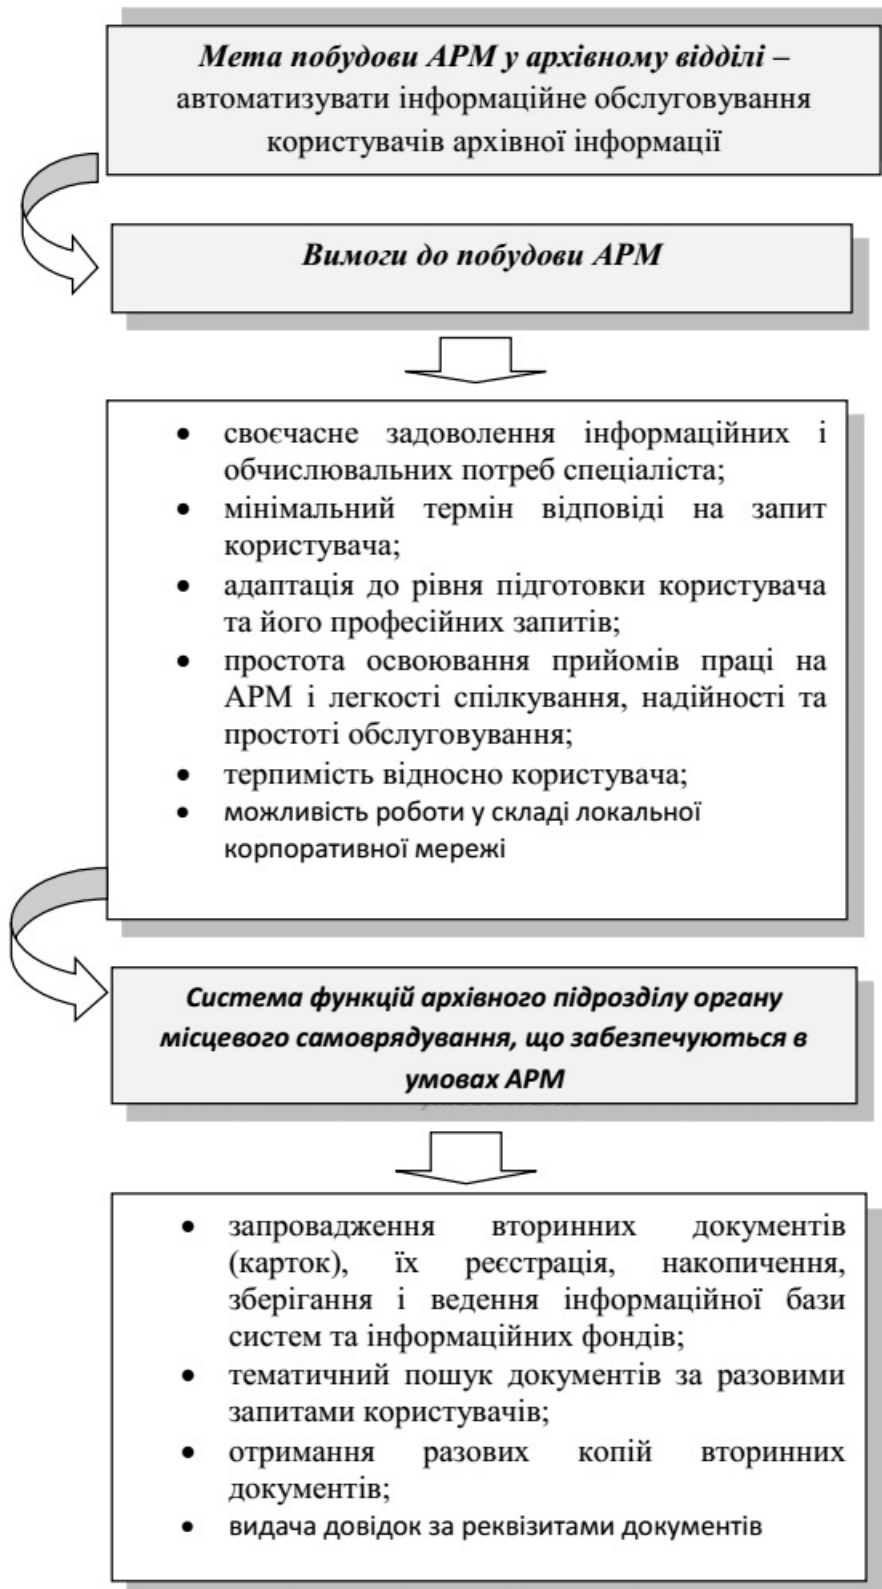 Мета побудови АРМ у архівному відділі –
автоматизувати інформаційне обслуговування
користувачів архівної інформації
Вимоги до побудови АРМ
• своєчасне задоволення інформаційних і
обчислювальних потреб спеціаліста;
• мінімальний термін відповіді на запит
користувача;
• адаптація до рівня підготовки користувача
та його професійних запитів;
• простота освоювання прийомів праці на
АРМ і легкості спілкування, надійності та
простоті обслуговування;
• терпимість відносно користувача;
• можливість роботи у складі локальної
корпоративної мережі
Система функцій архівного підрозділу органу
місцевого самоврядування, що забезпечуються в
умовах АРМ
• запровадження вторинних документів
(карток), їх реєстрація, накопичення,
зберігання і ведення інформаційної бази
систем та інформаційних фондів;
• тематичний пошук документів за разовими
запитами користувачів;
• отримання разових копій вторинних
документів;
• видача довідок за реквізитами документів